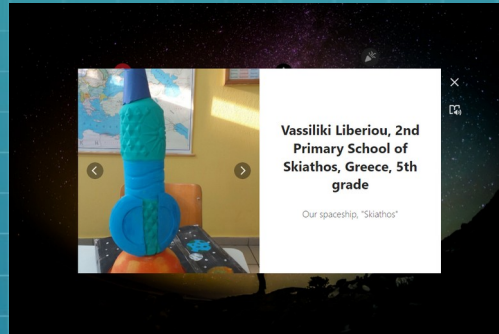 Vassiliki Liberiou, 2nd
Primary School of
Skiathos, Greece, 5th
grade
Our spaceship, "Skiathos"